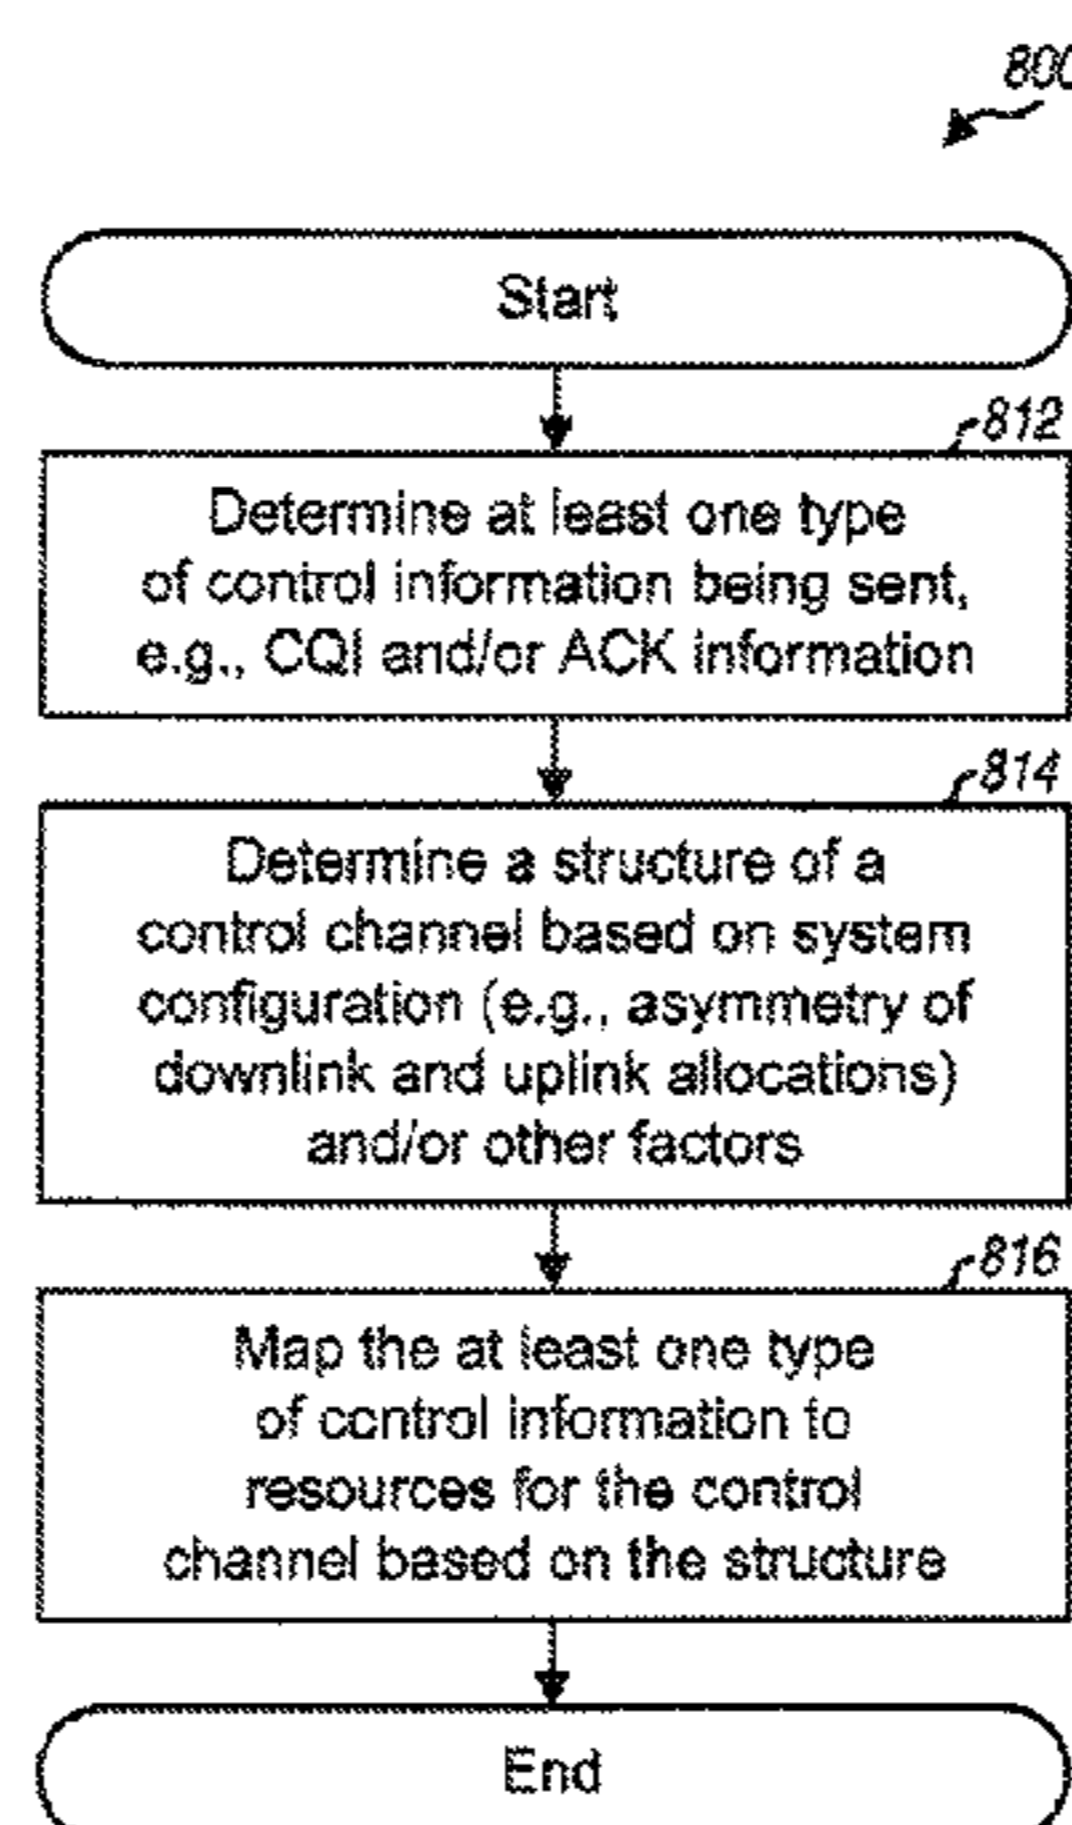 800
Start
812
Determine at least one type
of control information being sent,
e.g., CQI and/or ACK information
814
Determine a structure of a
control channel based on system
configuration (e.g., asymmetry of
downlink and uplink allocations)
and/or other factors
816
Map the at least one type
of control information to
resources for the control
channel based on the structure
End